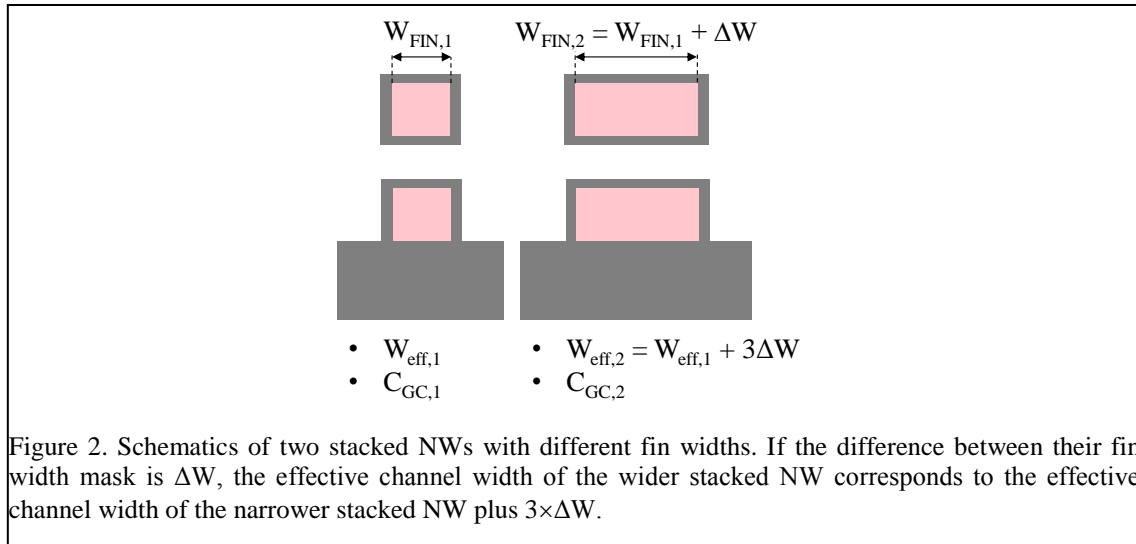 W_FIN,1 W_FIN,2 = W_FIN,1 + ΔW
• W_eff,1 • W_eff,2 = W_eff,1 + 3ΔW
• C_GC,1 • C_GC,2
Figure 2. Schematics of two stacked NWs with different fin widths. If the difference between their fin
width mask is ΔW, the effective channel width of the wider stacked NW corresponds to the effective
channel width of the narrower stacked NW plus 3×ΔW.